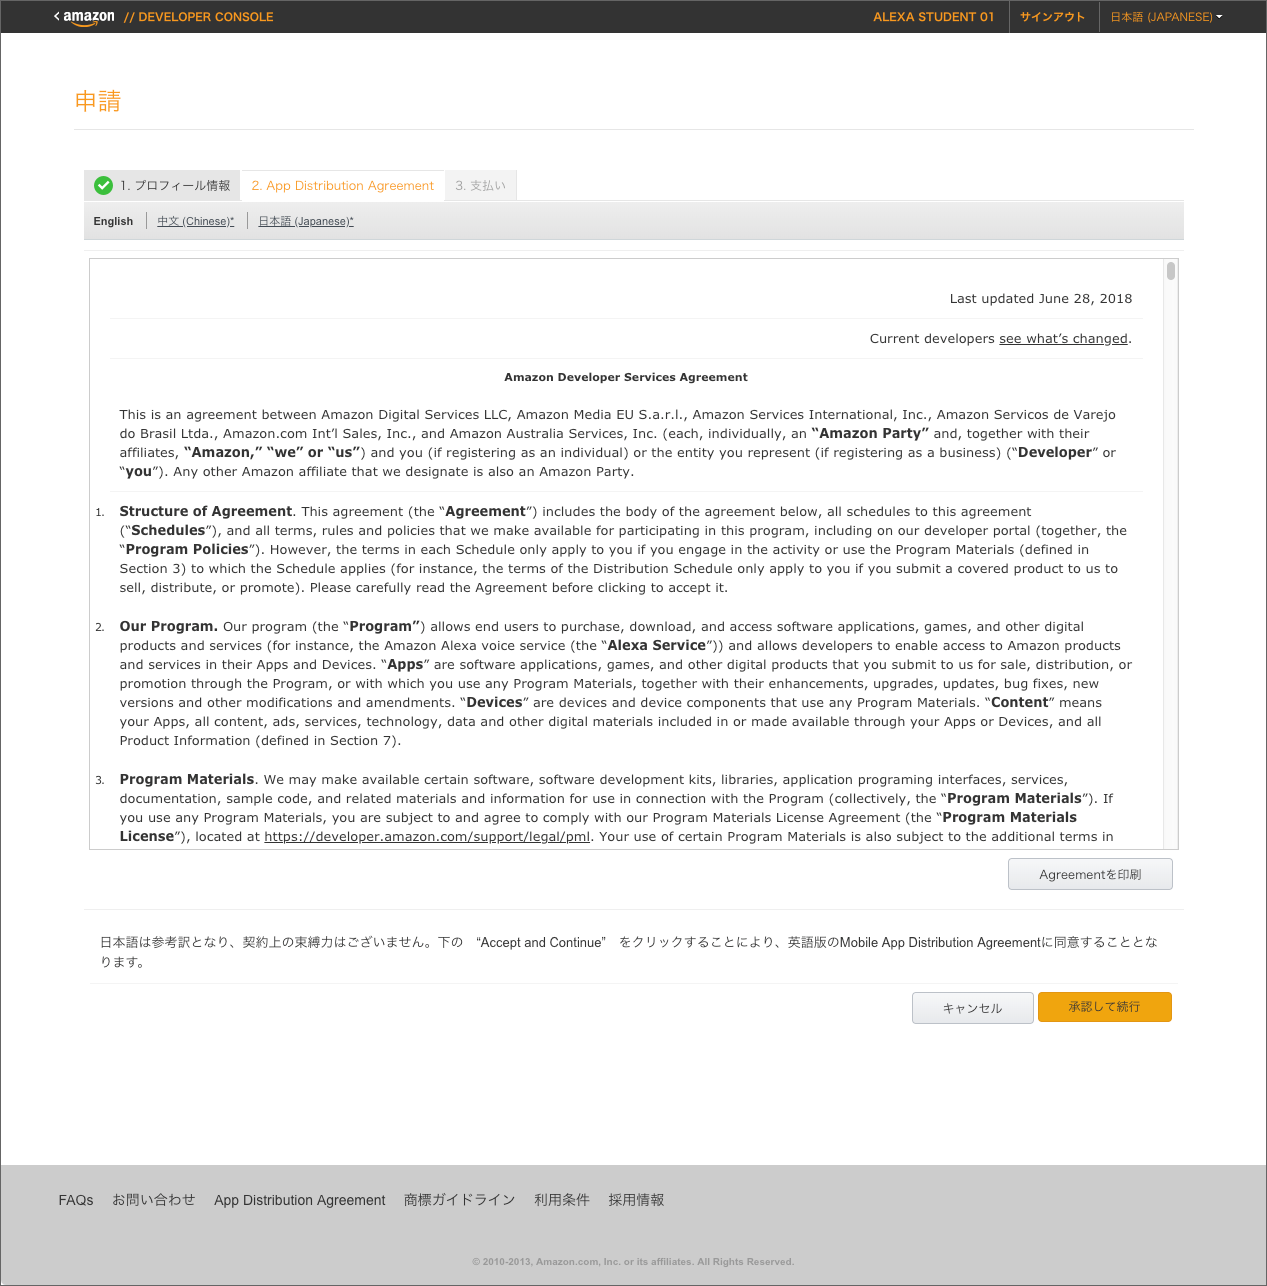 amazon // DEVELOPER CONSOLE
ALEXA STUDENT 01
サインアウト
日本語 (JAPANESE)
申請
1. プロフィール情報
2. App Distribution Agreement
3. 支払い
English
中文 (Chinese)*
日本語 (Japanese)*
Last updated June 28, 2018
Current developers see what’s changed.
Amazon Developer Services Agreement
This is an agreement between Amazon Digital Services LLC, Amazon Media EU S.a.r.l., Amazon Services International, Inc., Amazon Servicos de Varejo
do Brasil Ltda., Amazon.com Int’l Sales, Inc., and Amazon Australia Services, Inc. (each, individually, an “Amazon Party” and, together with their
affiliates, “Amazon,” “we” or “us”) and you (if registering as an individual) or the entity you represent (if registering as a business) (“Developer” or
“you”). Any other Amazon affiliate that we designate is also an Amazon Party.
1. Structure of Agreement. This agreement (the “Agreement”) includes the body of the agreement below, all schedules to this agreement
(“Schedules”), and all terms, rules and policies that we make available for participating in this program, including on our developer portal (together, the
“Program Policies”). However, the terms in each Schedule only apply to you if you engage in the activity or use the Program Materials (defined in
Section 3) to which the Schedule applies (for instance, the terms of the Distribution Schedule only apply to you if you submit a covered product to us to
sell, distribute, or promote). Please carefully read the Agreement before clicking to accept it.
2. Our Program. Our program (the “Program”) allows end users to purchase, download, and access software applications, games, and other digital
products and services (for instance, the Amazon Alexa voice service (the “Alexa Service”)) and allows developers to enable access to Amazon products
and services in their Apps and Devices. “Apps” are software applications, games, and other digital products that you submit to us for sale, distribution, or
promotion through the Program, or with which you use any Program Materials, together with their enhancements, upgrades, updates, bug fixes, new
versions and other modifications and amendments. “Devices” are devices and device components that use any Program Materials. “Content” means
your Apps, all content, ads, services, technology, data and other digital materials included in or made available through your Apps or Devices, and all
Product Information (defined in Section 7).
3. Program Materials. We may make available certain software, software development kits, libraries, application programing interfaces, services,
documentation, sample code, and related materials and information for use in connection with the Program (collectively, the “Program Materials”). If
you use any Program Materials, you are subject to and agree to comply with our Program Materials License Agreement (the “Program Materials
License”), located at https://developer.amazon.com/support/legal/pml. Your use of certain Program Materials is also subject to the additional terms in
Agreementを印刷
日本語は参考訳となり、契約上の束縛力はございません。下の “Accept and Continue” をクリックすることにより、英語版のMobile App Distribution Agreementに同意することとな
ります。
キャンセル
承認して続行
FAQs
お問い合わせ
App Distribution Agreement
商標ガイドライン
利用条件
採用情報
© 2010-2013, Amazon.com, Inc. or its affiliates. All Rights Reserved.